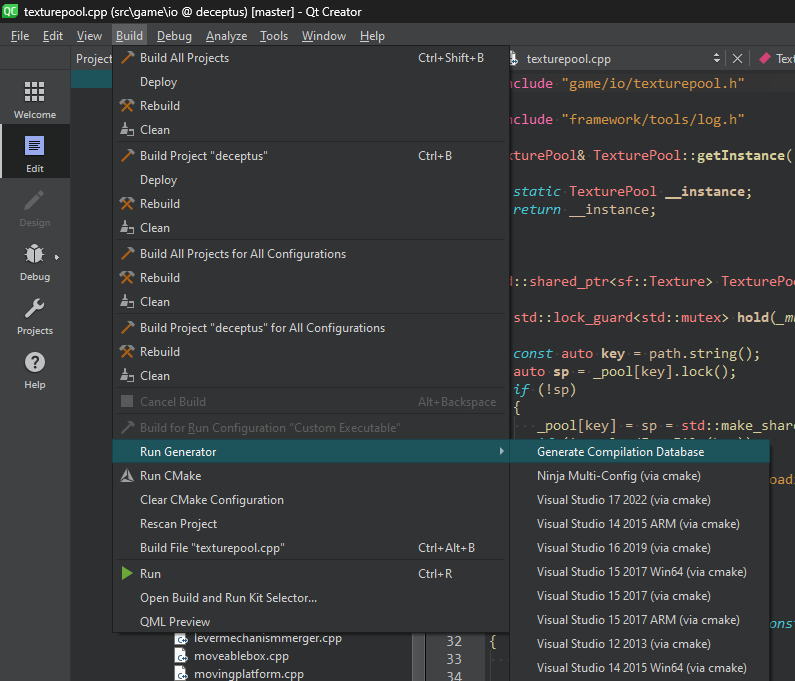 QC texturepool.cpp (src\game\io @ deceptus) [master] - Qt Creator
File Edit View Build Debug Analyze Tools Window Help
Project
texturepool.cpp
Text
Welcome
Edit
Design
Debug
Projects
Help
Build All Projects Ctrl+Shift+B
Deploy
Rebuild
Clean
Build Project "deceptus" Ctrl+B
Deploy
Rebuild
Clean
Build All Projects for All Configurations
Rebuild
Clean
Build Project "deceptus" for All Configurations
Rebuild
Clean
Cancel Build Alt+Backspace
Build for Run Configuration "Custom Executable"
Run Generator
Run CMake
Clear CMake Configuration
Rescan Project
Build File "texturepool.cpp" Ctrl+Alt+B
Run Ctrl+R
Open Build and Run Kit Selector...
QML Preview
Generate Compilation Database
Ninja Multi-Config (via cmake)
Visual Studio 17 2022 (via cmake)
Visual Studio 14 2015 ARM (via cmake)
Visual Studio 16 2019 (via cmake)
Visual Studio 15 2017 Win64 (via cmake)
Visual Studio 15 2017 (via cmake)
Visual Studio 15 2017 ARM (via cmake)
Visual Studio 12 2013 (via cmake)
Visual Studio 14 2015 Win64 (via cmake)
nclude "game/io/texturepool.h"
nclude "framework/tools/log.h"
xturePool& TexturePool::getInstance(
static TexturePool __instance;
return __instance;
d::shared_ptr<sf::Texture> TexturePoo
std::lock_guard<std::mutex> hold(_mu
const auto key = path.string();
auto sp = _pool[key].lock();
if (!sp)
{
_pool[key] = sp = std::make_share
oad
onst
levermechanismmerger.cpp
moveablebox.cpp
movingplatform.cpp
32 {
33
34